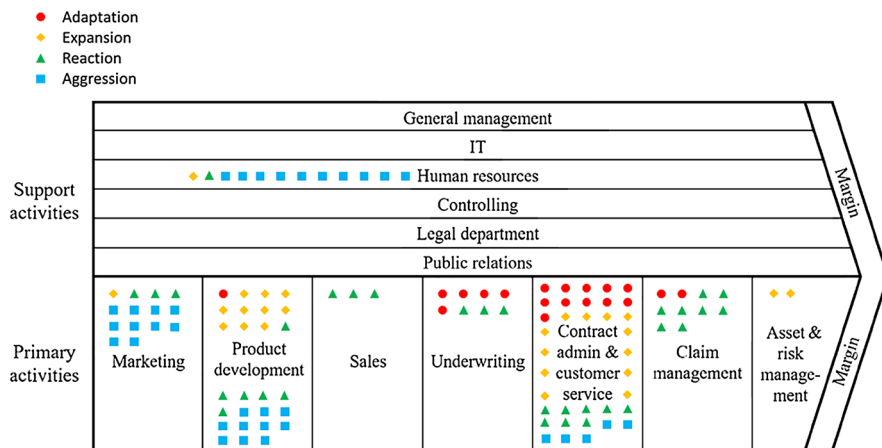 Adaptation
Expansion
Reaction
Aggression
General management
IT
Human resources
Controlling
Legal department
Public relations
Support
activities
Margin
Primary
activities
Marketing
Product
development
Sales
Underwriting
Contract
admin &
customer
service
Claim
management
Asset &
risk
manage-
ment
Margin